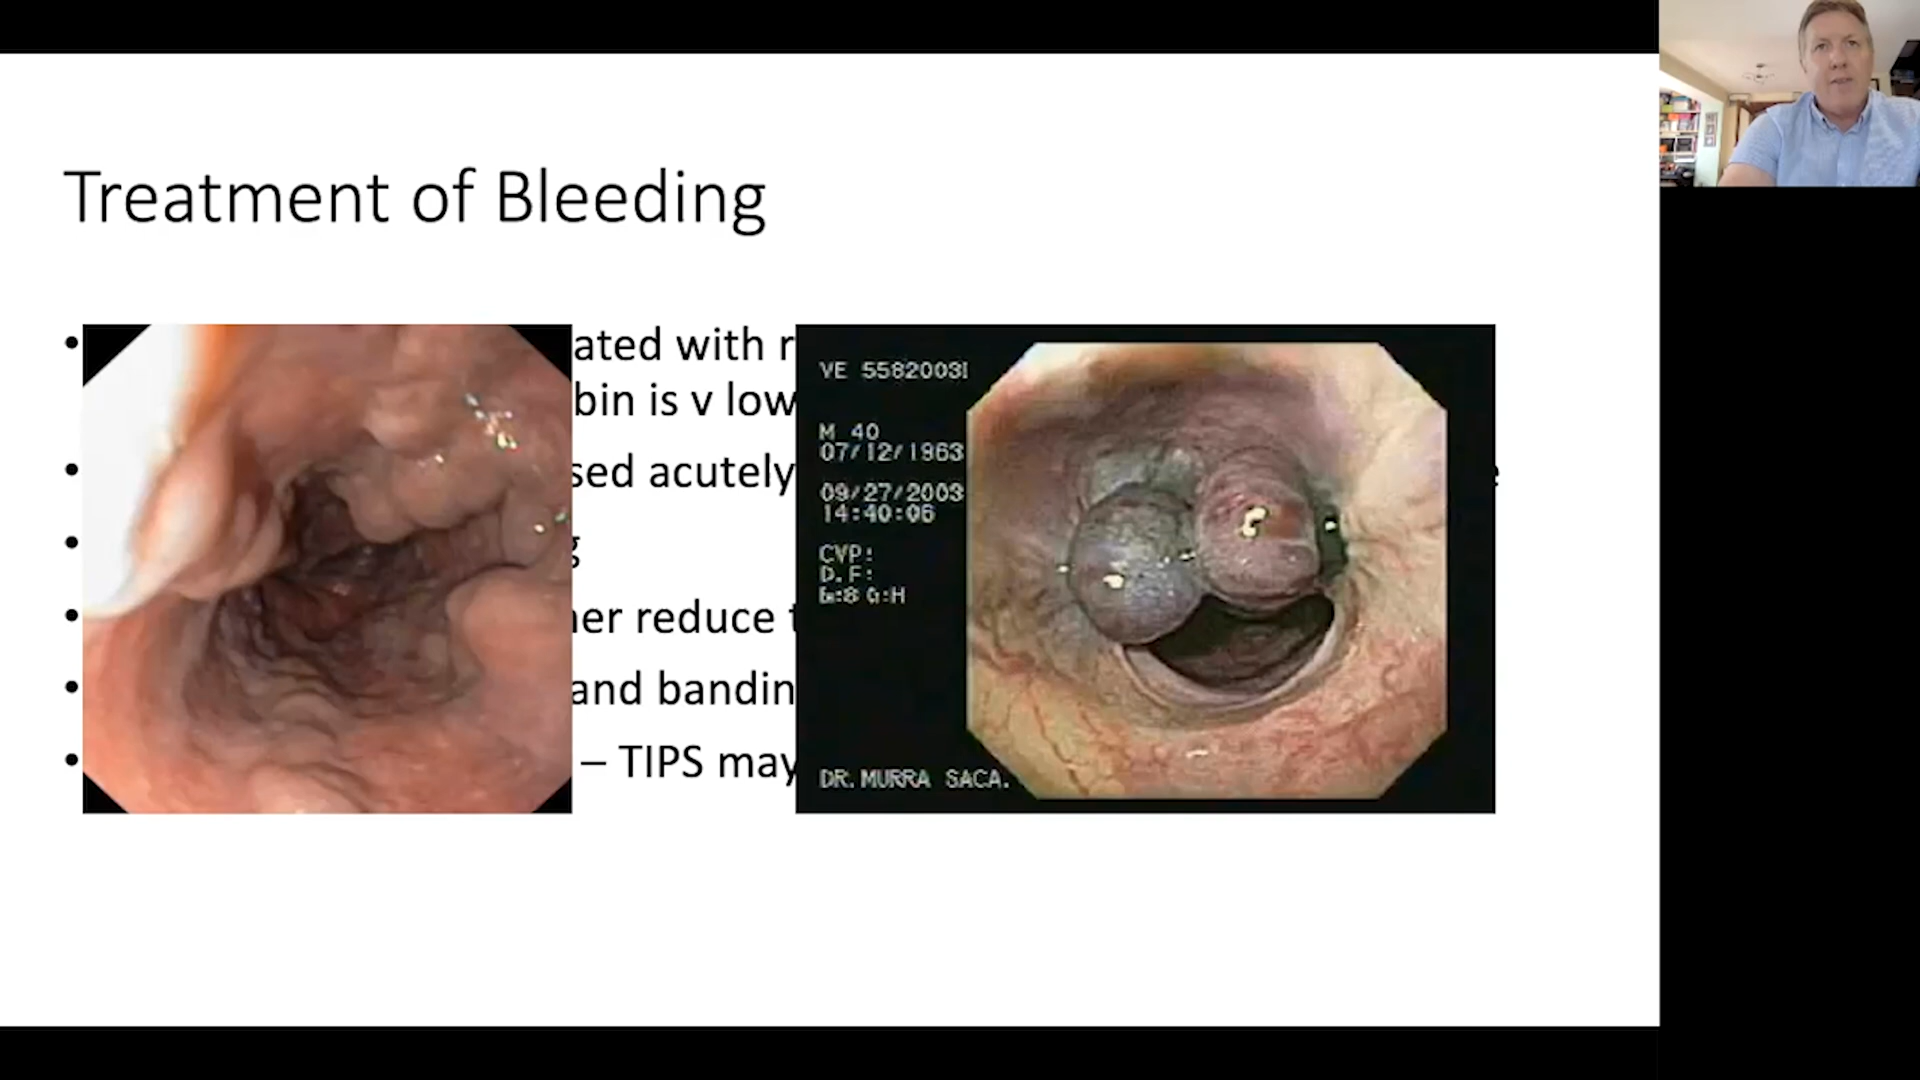 Treatment of Bleeding
• ated with r
bin is v low
• sed acutely
•
• her reduce t
• and bandin
• – TIPS may
VE 55820031
M 40
07/12/1963
09/27/2003
14:40:06
CVP:
D.F:
G:H
DR.MURRA SACA.